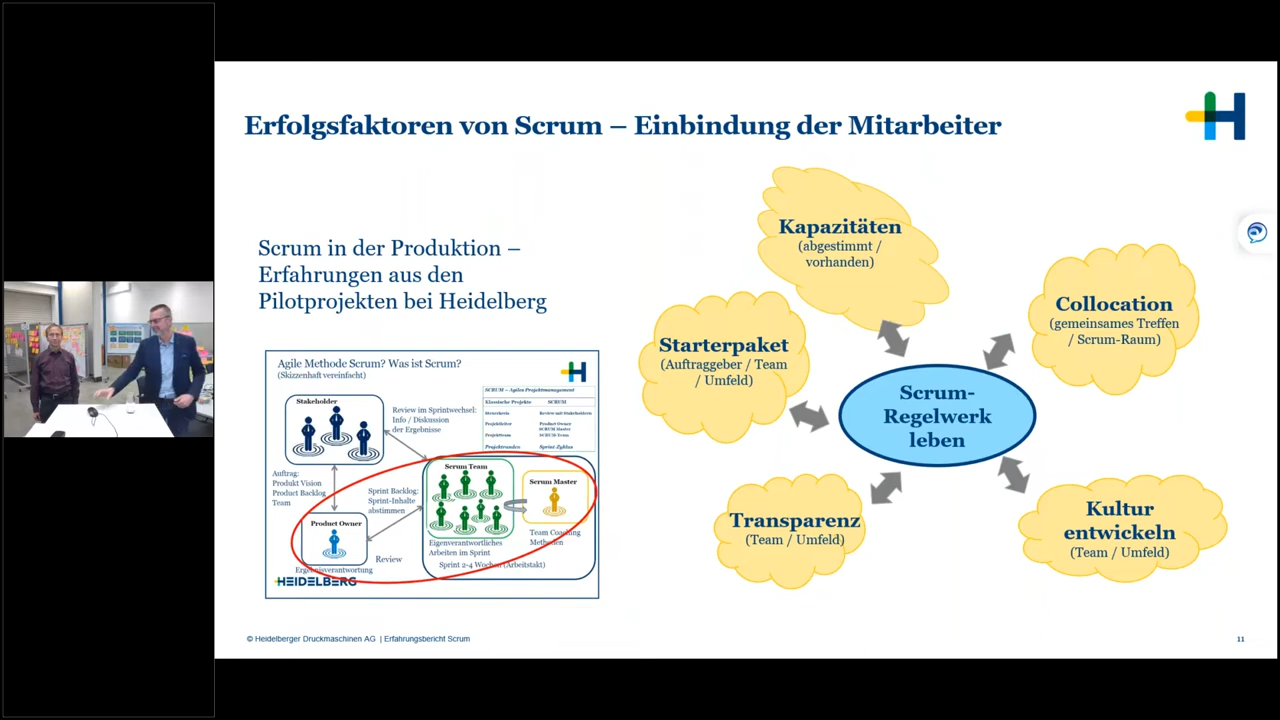 Erfolgsfaktoren von Scrum – Einbindung der Mitarbeiter
Scrum in der Produktion –
Erfahrungen aus den
Pilotprojekten bei Heidelberg
Agile Methode Scrum? Was ist Scrum?
(Skizzenhaft vereinfacht)
SCRUM – Agiles Projektmanagement
Klassische Projekte SCRUM
Steuerkreis Review mit Stakeholdern
Projektleiter Product Owner
SCRUM Master
Projektteam SCRUM-Team
Projektrunden Sprint-Zyklus
Stakeholder
Review im Sprintwechsel:
Info / Diskussion
der Ergebnisse
Auftrag:
Produkt Vision
Product Backlog
Team
Sprint Backlog:
Sprint-Inhalte
abstimmen
Scrum Team
Scrum Master
Product Owner
Review
Eigenverantwortliches
Arbeiten im Sprint
Team Coaching
Methoden
Sprint 2-4 Wochen (Arbeitstakt)
Ergebnisverantwortung
HEIDELBERG
Kapazitäten
(abgestimmt /
vorhanden)
Collocation
(gemeinsames Treffen
/ Scrum-Raum)
Starterpaket
(Auftraggeber / Team
/ Umfeld)
Scrum-
Regelwerk
leben
Transparenz
(Team / Umfeld)
Kultur
entwickeln
(Team / Umfeld)
© Heidelberger Druckmaschinen AG | Erfahrungsbericht Scrum
11